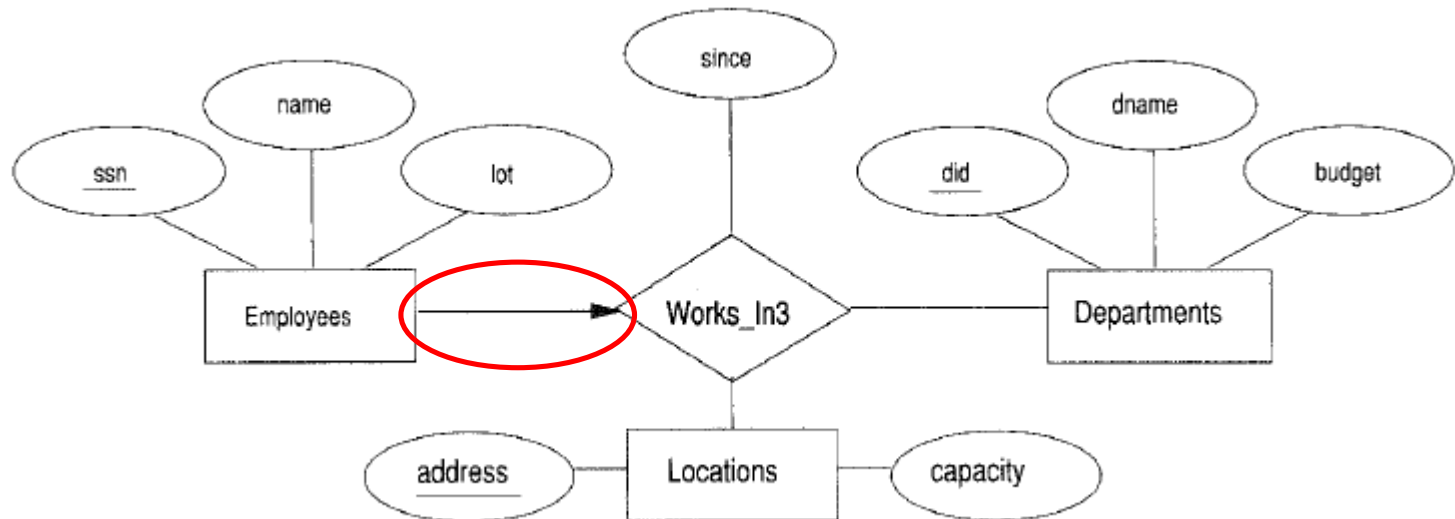 since
name
dname
ssn
lot
did
budget
Employees
Works_In3
Departments
address
Locations
capacity